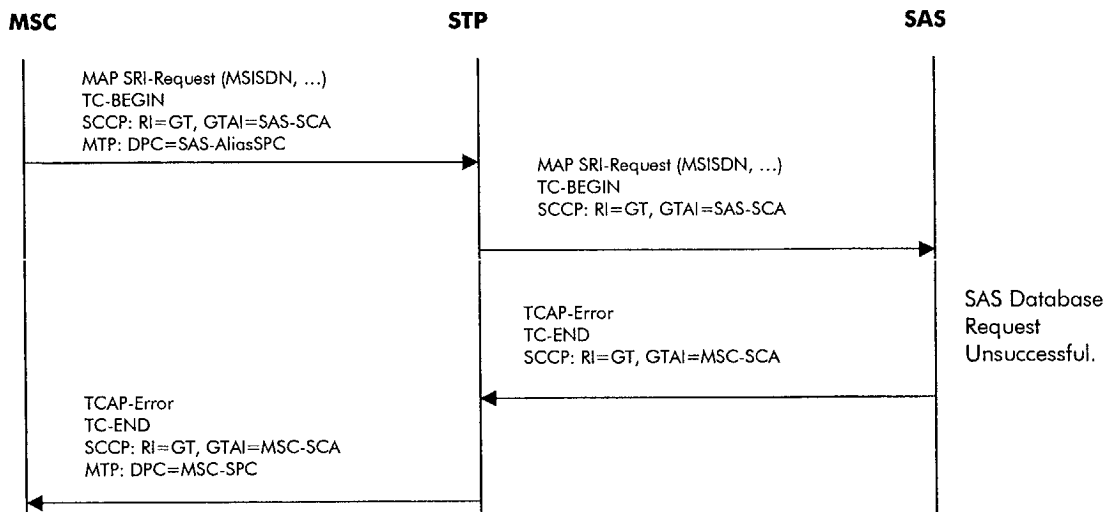 MSC
STP
SAS
MAP SRI-Request (MSISDN, ...)
TC-BEGIN
SCCP: RI=GT, GTAI=SAS-SCA
MTP: DPC=SAS-AliasSPC
MAP SRI-Request (MSISDN, ...)
TC-BEGIN
SCCP: RI=GT, GTAI=SAS-SCA
TCAP-Error
TC-END
SCCP: RI=GT, GTAI=MSC-SCA
SAS Database
Request
Unsuccessful.
TCAP-Error
TC-END
SCCP: RI=GT, GTAI=MSC-SCA
MTP: DPC=MSC-SPC